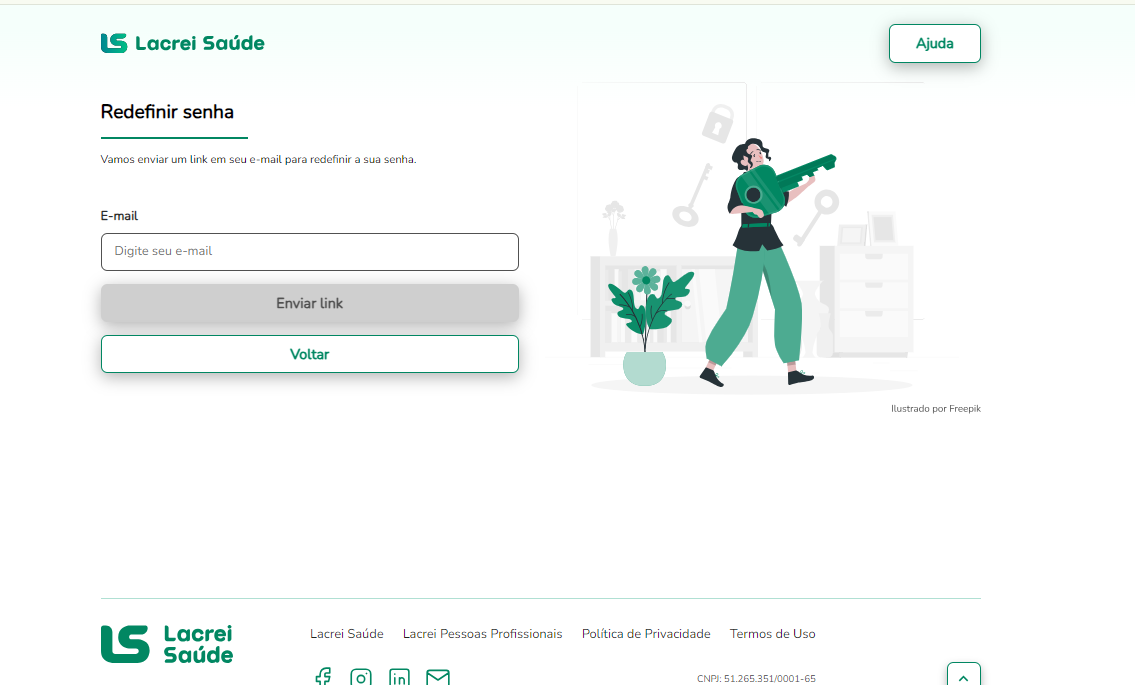 Lacrei Saúde
Ajuda
Redefinir senha
Vamos enviar um link em seu e-mail para redefinir a sua senha.
E-mail
Digite seu e-mail
Enviar link
Voltar
Ilustrado por Freepik
Lacrei
Saúde
Lacrei Saúde Lacrei Pessoas Profissionais Política de Privacidade Termos de Uso
CNPJ: 51.265.351/0001-65